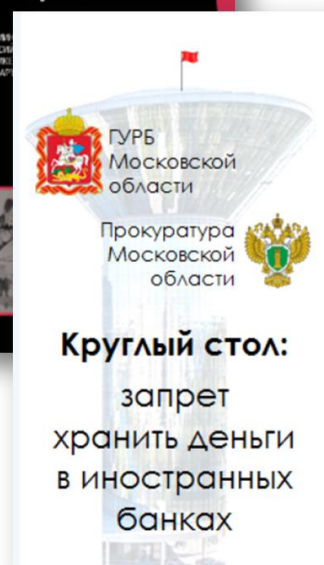 ГУРБ
Московской
области
Прокуратура
Московской
области
Круглый стол:
запрет
хранить деньги
в иностранных
банках